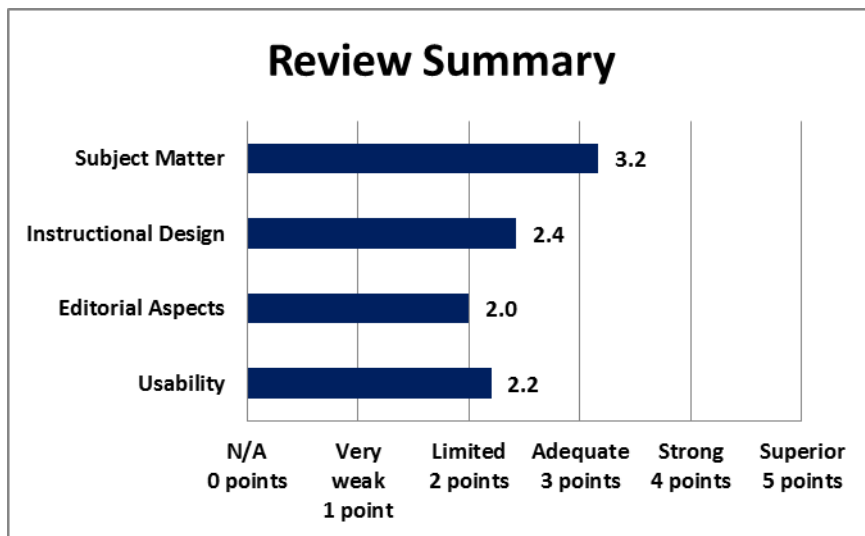 Review Summary
Subject Matter 3.2
Instructional Design 2.4
Editorial Aspects 2.0
Usability 2.2
N/A Very Limited Adequate Strong Superior
0 points weak 2 points 3 points 4 points 5 points
1 point